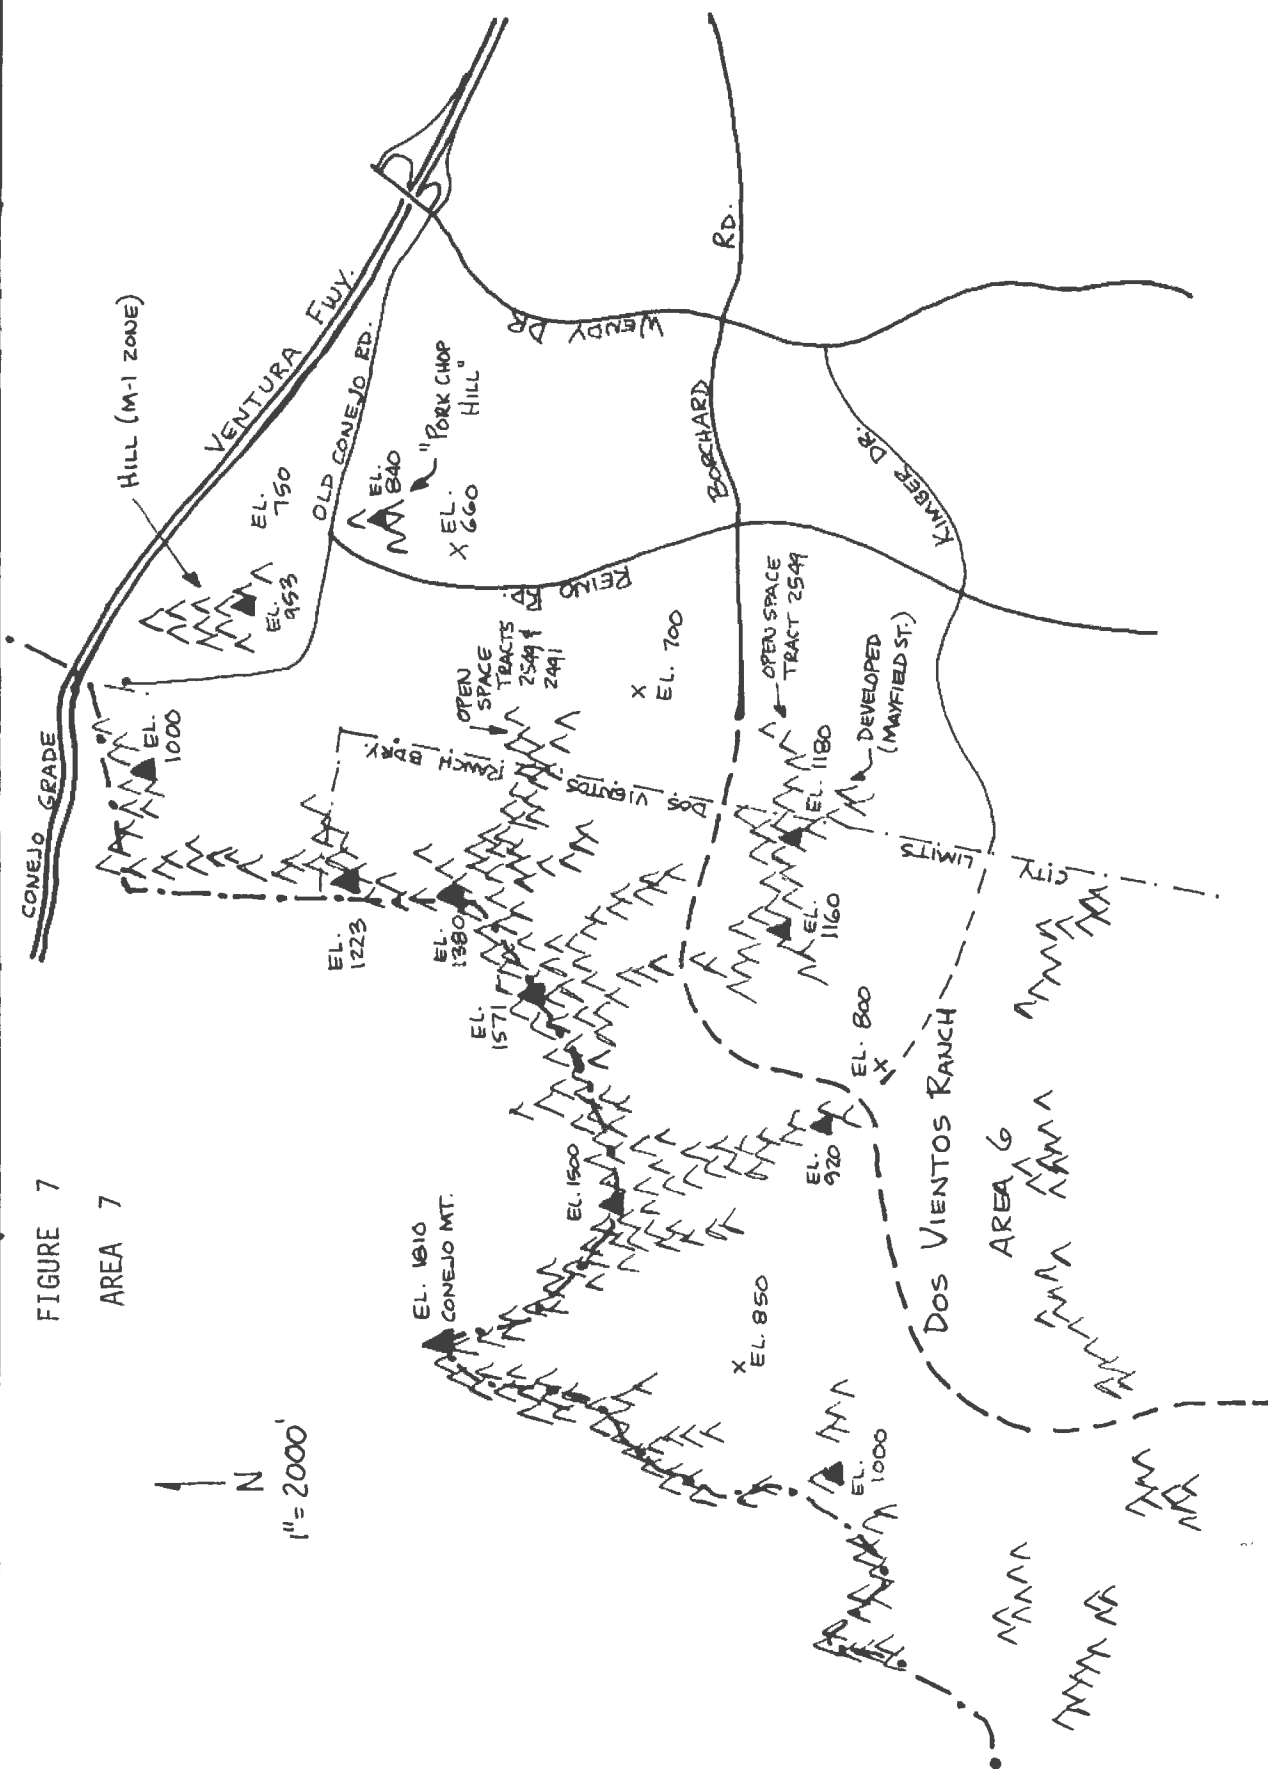 FIGURE 7
AREA 7
N
1"= 2000'
CONEJO GRADE
HILL (M-1 ZONE)
VENTURA FWY.
EL.
750
OLD CONEJO RD.
EL.
953
EL.
1000
EL.
840
"PORK CHOP
HILL"
X EL.
660
WENDY DR
BORCHARD RD.
KIMBER DR.
REINO RD
OPEN
SPACE
TRACTS
2549 &
2491
X
EL. 700
OPEN SPACE
TRACT 2549
DEVELOPED
(MAYFIELD ST.)
DOS VIENTOS RANCH BDRY.
CITY LIMITS
EL. 1180
EL.
1160
EL.
1223
EL.
1380
EL.
1571
EL. 1500
EL. 1810
CONEJO MT.
EL. 800
X
EL.
920
X
EL. 850
EL.
1000
DOS VIENTOS RANCH
AREA 6